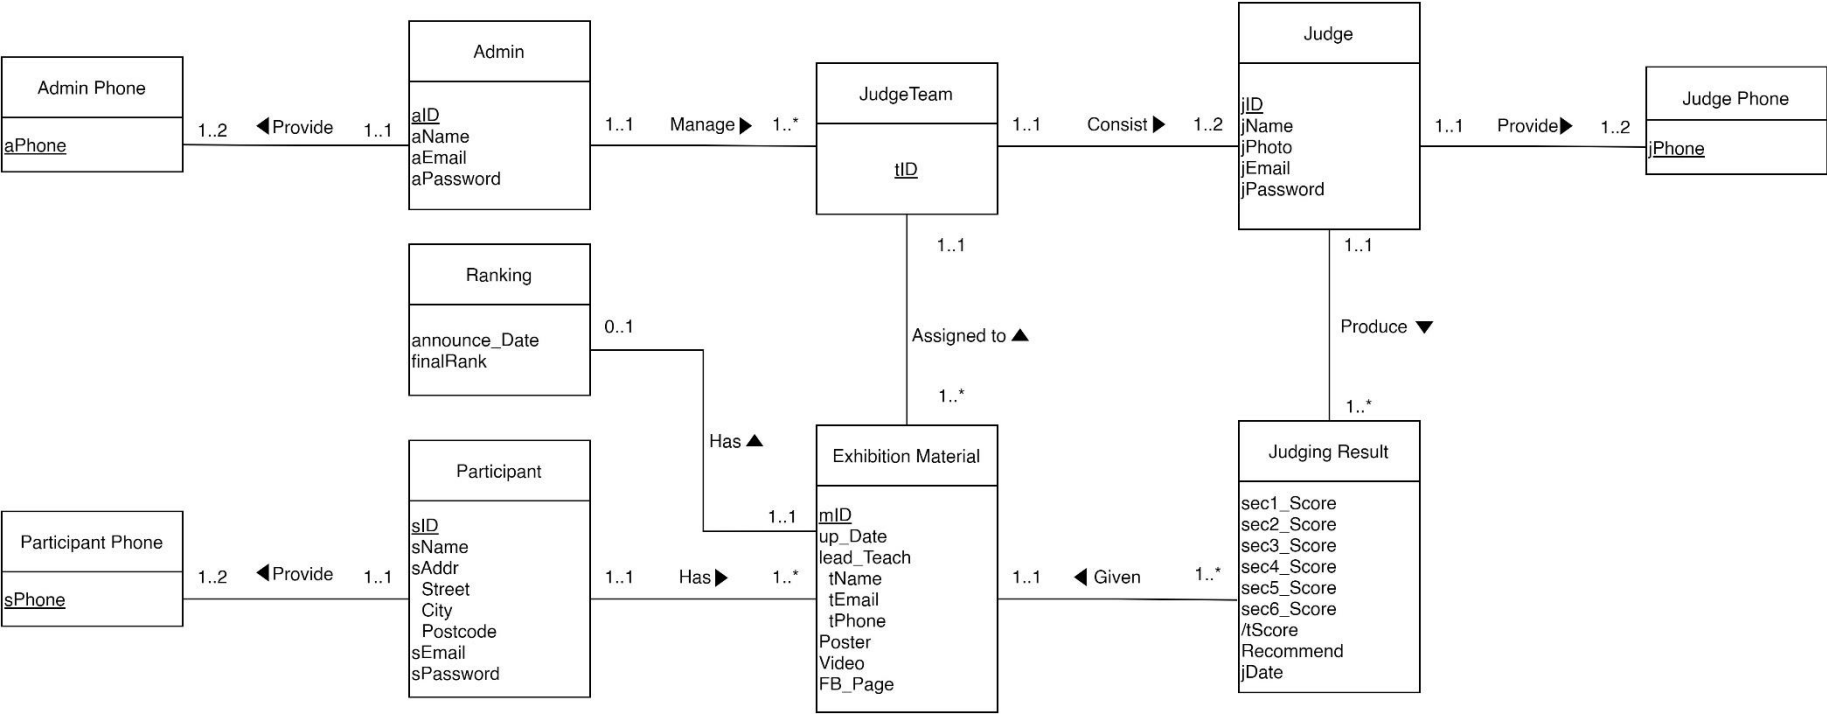 Admin Phone
aPhone
1..2
Provide
1..1
Admin
aID
aName
aEmail
aPassword
1..1
Manage
1..*
JudgeTeam
tID
1..1
Consist
1..2
Judge
jID
jName
jPhoto
jEmail
jPassword
1..1
Provide
1..2
Judge Phone
jPhone
Ranking
announce_Date
finalRank
0..1
Has
1..1
1..1
Assigned to
1..*
1..1
Produce
1..*
Participant Phone
sPhone
1..2
Provide
1..1
Participant
sID
sName
sAddr
Street
City
Postcode
sEmail
sPassword
1..1
Has
1..*
Exhibition Material
mID
up_Date
lead_Teach
tName
tEmail
tPhone
Poster
Video
FB_Page
1..1
Given
1..*
Judging Result
sec1_Score
sec2_Score
sec3_Score
sec4_Score
sec5_Score
sec6_Score
/tScore
Recommend
jDate